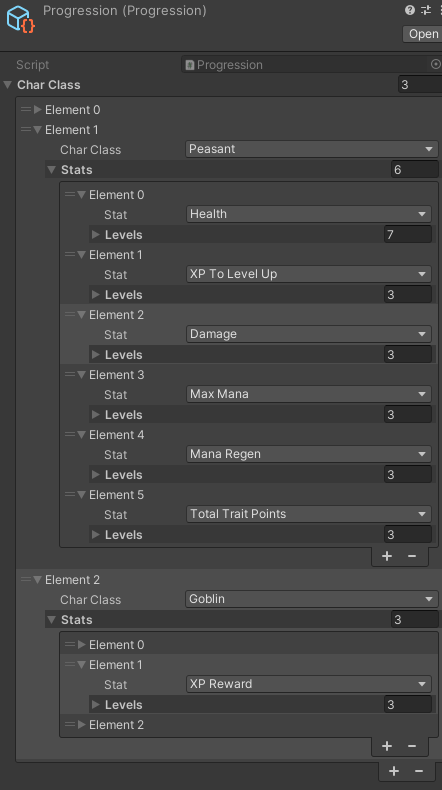 Progression (Progression)
Open
Script Progression
Char Class 3
Element 0
Element 1
Char Class Peasant
Stats 6
Element 0
Stat Health
Levels 7
Element 1
Stat XP To Level Up
Levels 3
Element 2
Stat Damage
Levels 3
Element 3
Stat Max Mana
Levels 3
Element 4
Stat Mana Regen
Levels 3
Element 5
Stat Total Trait Points
Levels 3
Element 2
Char Class Goblin
Stats 3
Element 0
Element 1
Stat XP Reward
Levels 3
Element 2